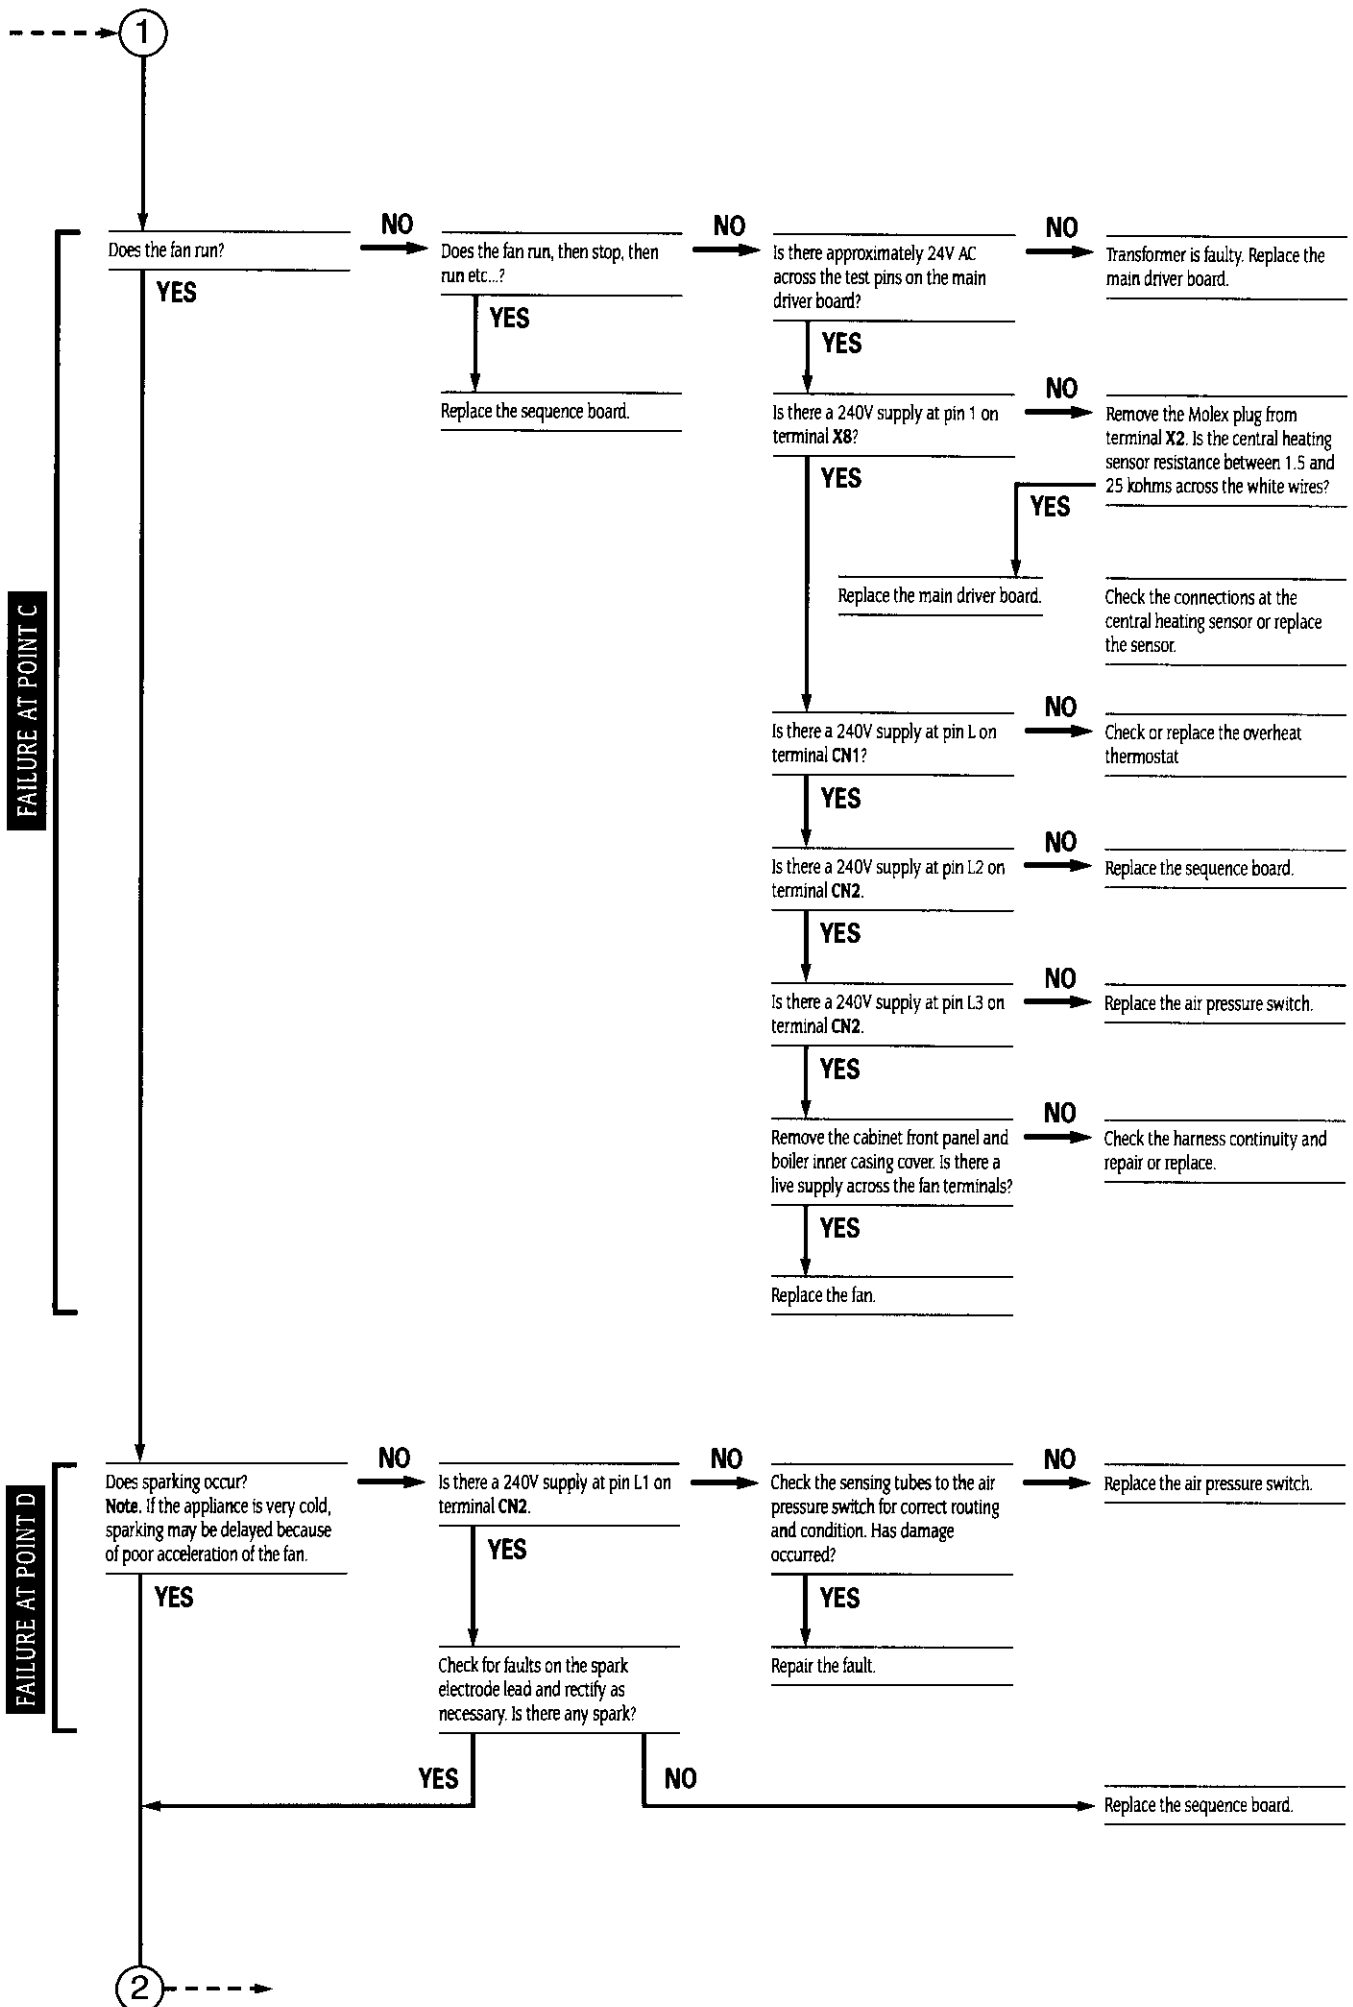 1
FAILURE AT POINT C
Does the fan run?
NO
YES
Does the fan run, then stop, then
run etc...?
NO
YES
Replace the sequence board.
Is there approximately 24V AC
across the test pins on the main
driver board?
NO
YES
Transformer is faulty. Replace the
main driver board.
Is there a 240V supply at pin 1 on
terminal X8?
NO
YES
Remove the Molex plug from
terminal X2. Is the central heating
sensor resistance between 1.5 and
25 kohms across the white wires?
YES
Replace the main driver board.
Check the connections at the
central heating sensor or replace
the sensor.
Is there a 240V supply at pin L on
terminal CN1?
NO
YES
Check or replace the overheat
thermostat
Is there a 240V supply at pin L2 on
terminal CN2.
NO
YES
Replace the sequence board.
Is there a 240V supply at pin L3 on
terminal CN2.
NO
YES
Replace the air pressure switch.
Remove the cabinet front panel and
boiler inner casing cover. Is there a
live supply across the fan terminals?
NO
YES
Check the harness continuity and
repair or replace.
Replace the fan.
FAILURE AT POINT D
Does sparking occur?
Note. If the appliance is very cold,
sparking may be delayed because
of poor acceleration of the fan.
NO
YES
Is there a 240V supply at pin L1 on
terminal CN2.
NO
YES
Check the sensing tubes to the air
pressure switch for correct routing
and condition. Has damage
occurred?
NO
YES
Replace the air pressure switch.
Repair the fault.
Check for faults on the spark
electrode lead and rectify as
necessary. Is there any spark?
YES
NO
Replace the sequence board.
2